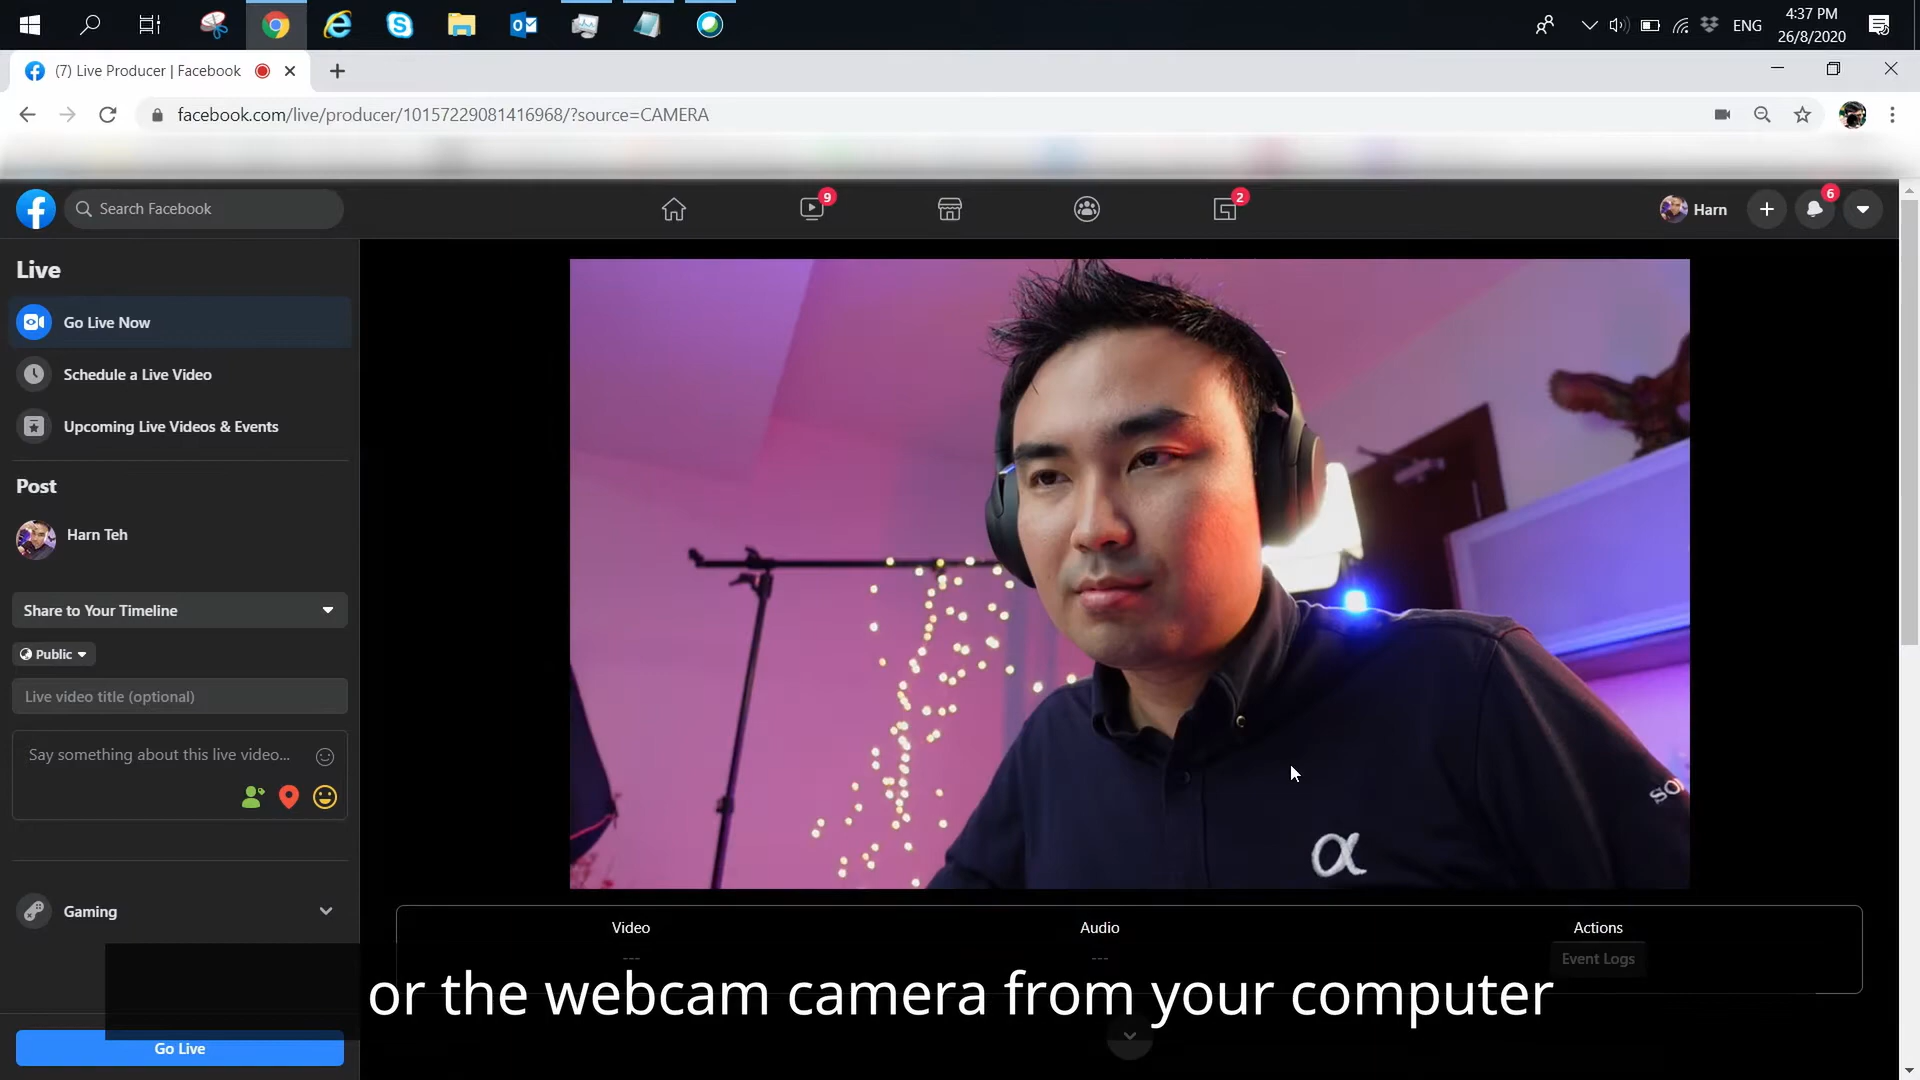 ENG
4:37 PM
26/8/2020
(7) Live Producer | Facebook
facebook.com/live/producer/10157229081416968/?source=CAMERA
Search Facebook
9
2
Harn
6
Live
Go Live Now
Schedule a Live Video
Upcoming Live Videos & Events
Post
Harn Teh
Share to Your Timeline
Public
Live video title (optional)
Say something about this live video...
Gaming
Go Live
α
Video
Audio
Actions
---
---
Event Logs
or the webcam camera from your computer